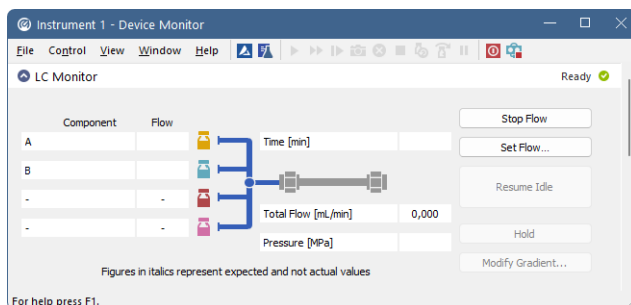 Instrument 1 - Device Monitor
File Control View Window Help
LC Monitor Ready
Component Flow
Stop Flow
A
Time [min]
Set Flow...
B
Resume Idle
- -
Total Flow [mL/min] 0,000
- -
Hold
Pressure [MPa]
Modify Gradient...
Figures in italics represent expected and not actual values
For help press F1.